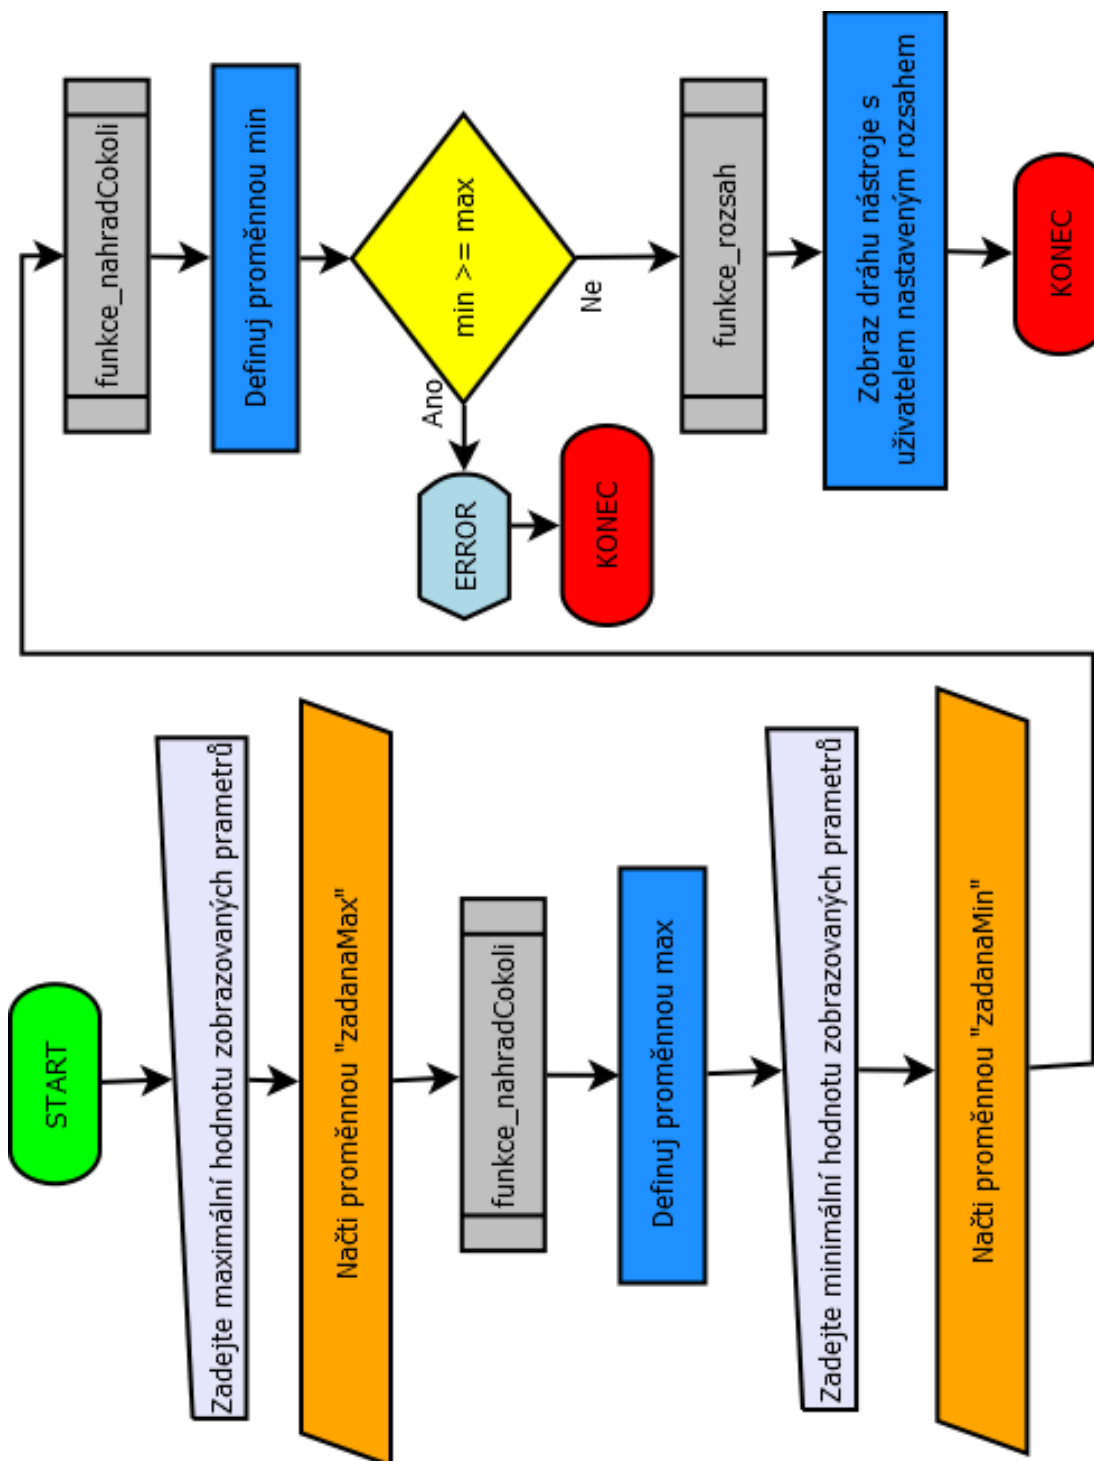 START
Zadejte maximální hodnotu zobrazovaných prametrů
Načti proměnnou "zadanaMax"
funkce_nahradCokoli
Definuj proměnnou max
Zadejte minimální hodnotu zobrazovaných prametrů
Načti proměnnou "zadanaMin"
funkce_nahradCokoli
Definuj proměnnou min
min >= max
Ano
ERROR
KONEC
Ne
funkce_rozsah
Zobraz dráhu nástroje s
uživatelem nastaveným rozsahem
KONEC